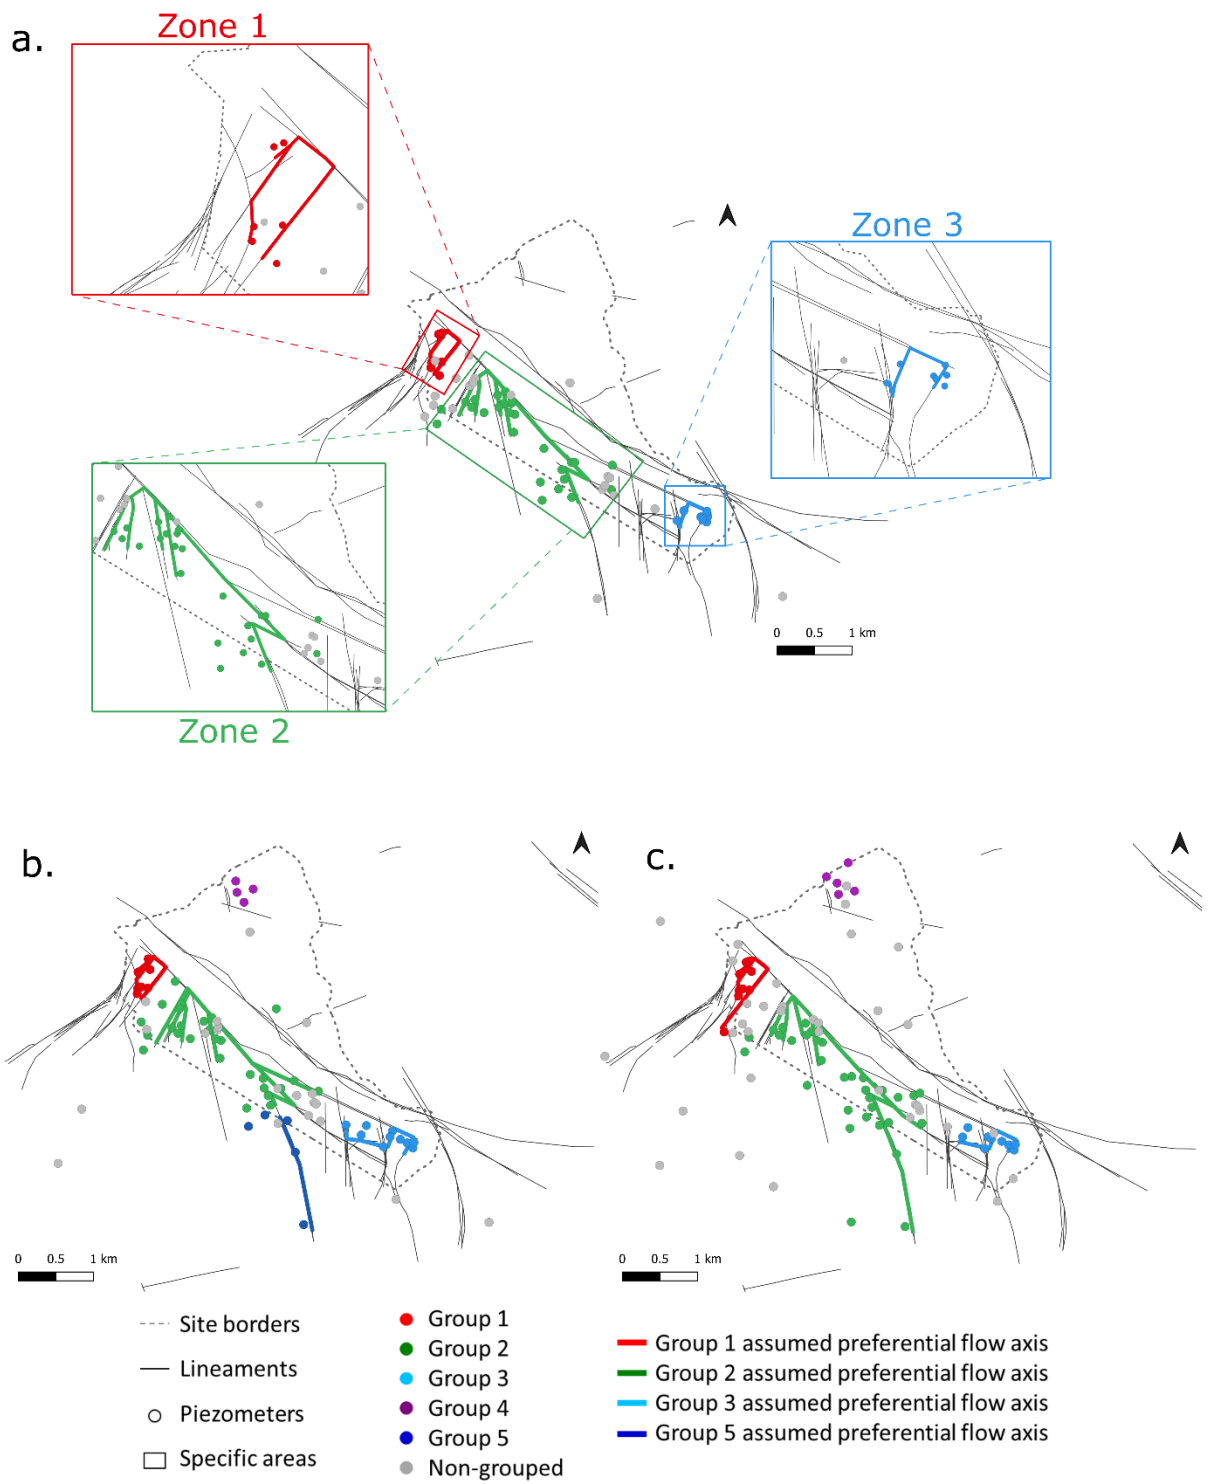 a.
Zone 1
Zone 3
Zone 2
0 0.5 1 km
b.
c.
0 0.5 1 km
0 0.5 1 km
Site borders
Lineaments
Piezometers
Specific areas
Group 1
Group 2
Group 3
Group 4
Group 5
Non-grouped
Group 1 assumed preferential flow axis
Group 2 assumed preferential flow axis
Group 3 assumed preferential flow axis
Group 5 assumed preferential flow axis